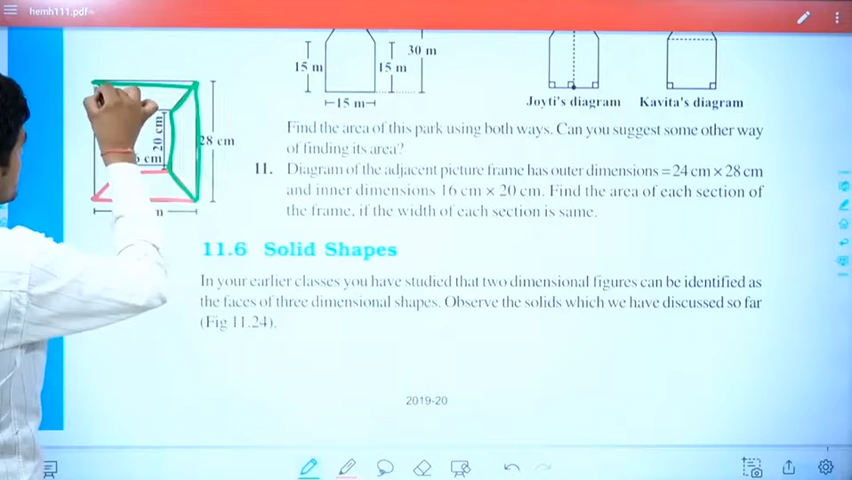 hemh111.pdf
30 m
15 m
15 m
15 m
Joyti's diagram
Kavita's diagram
20 cm
28 cm
cm
Find the area of this park using both ways. Can you suggest some other way
of finding its area?
11. Diagram of the adjacent picture frame has outer dimensions = 24 cm × 28 cm
and inner dimensions 16 cm × 20 cm. Find the area of each section of
the frame, if the width of each section is same.
11.6 Solid Shapes
In your earlier classes you have studied that two dimensional figures can be identified as
the faces of three dimensional shapes. Observe the solids which we have discussed so far
(Fig 11.24).
2019-20